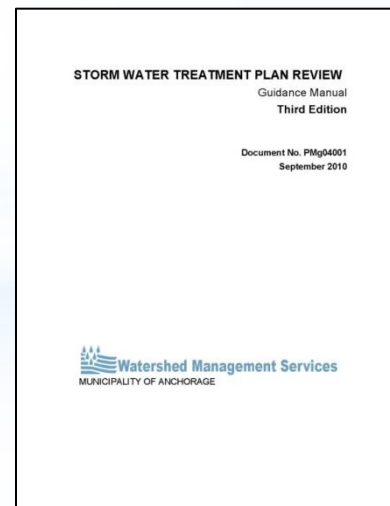 STORM WATER TREATMENT PLAN REVIEW
Guidance Manual
Third Edition
Document No. PMg04001
September 2010
Watershed Management Services
MUNICIPALITY OF ANCHORAGE